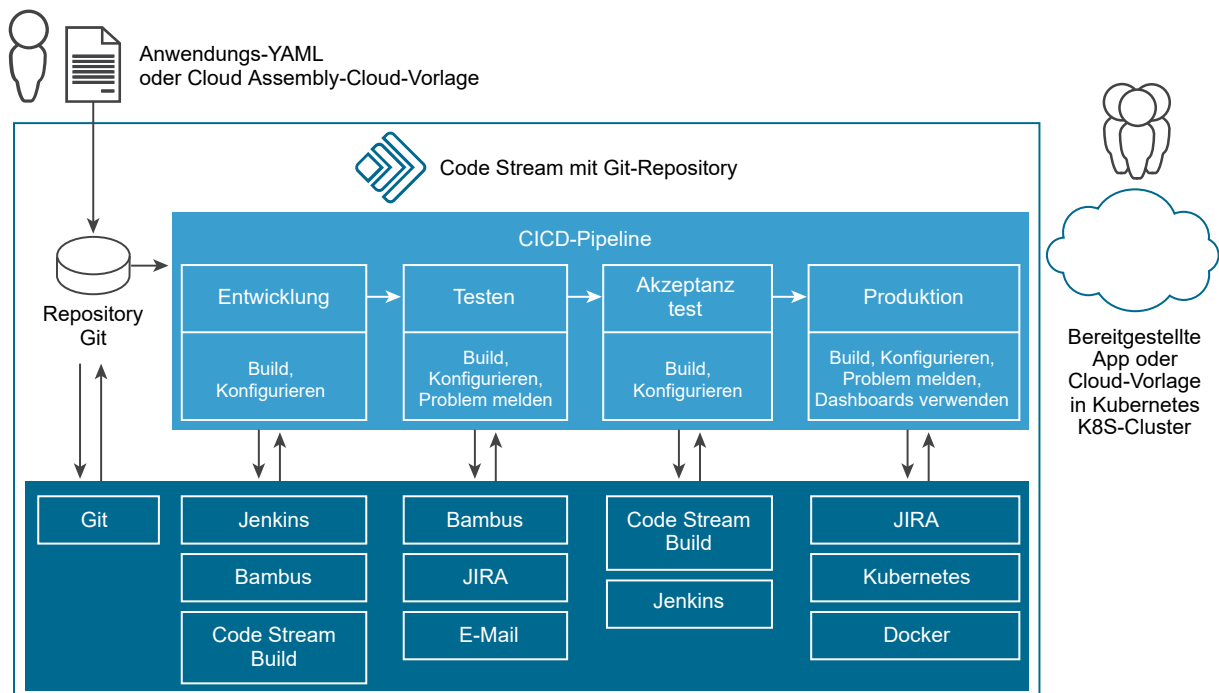 Anwendungs-YAML
oder Cloud Assembly-Cloud-Vorlage
Code Stream mit Git-Repository
CICD-Pipeline
Repository
Git
Entwicklung
Build,
Konfigurieren
Testen
Build,
Konfigurieren,
Problem melden
Akzeptanz
test
Build,
Konfigurieren
Produktion
Build, Konfigurieren,
Problem melden,
Dashboards verwenden
Bereitgestellte
App oder
Cloud-Vorlage
in Kubernetes
K8S-Cluster
Git
Jenkins
Bambus
Code Stream
Build
Bambus
JIRA
E-Mail
Code Stream
Build
Jenkins
JIRA
Kubernetes
Docker